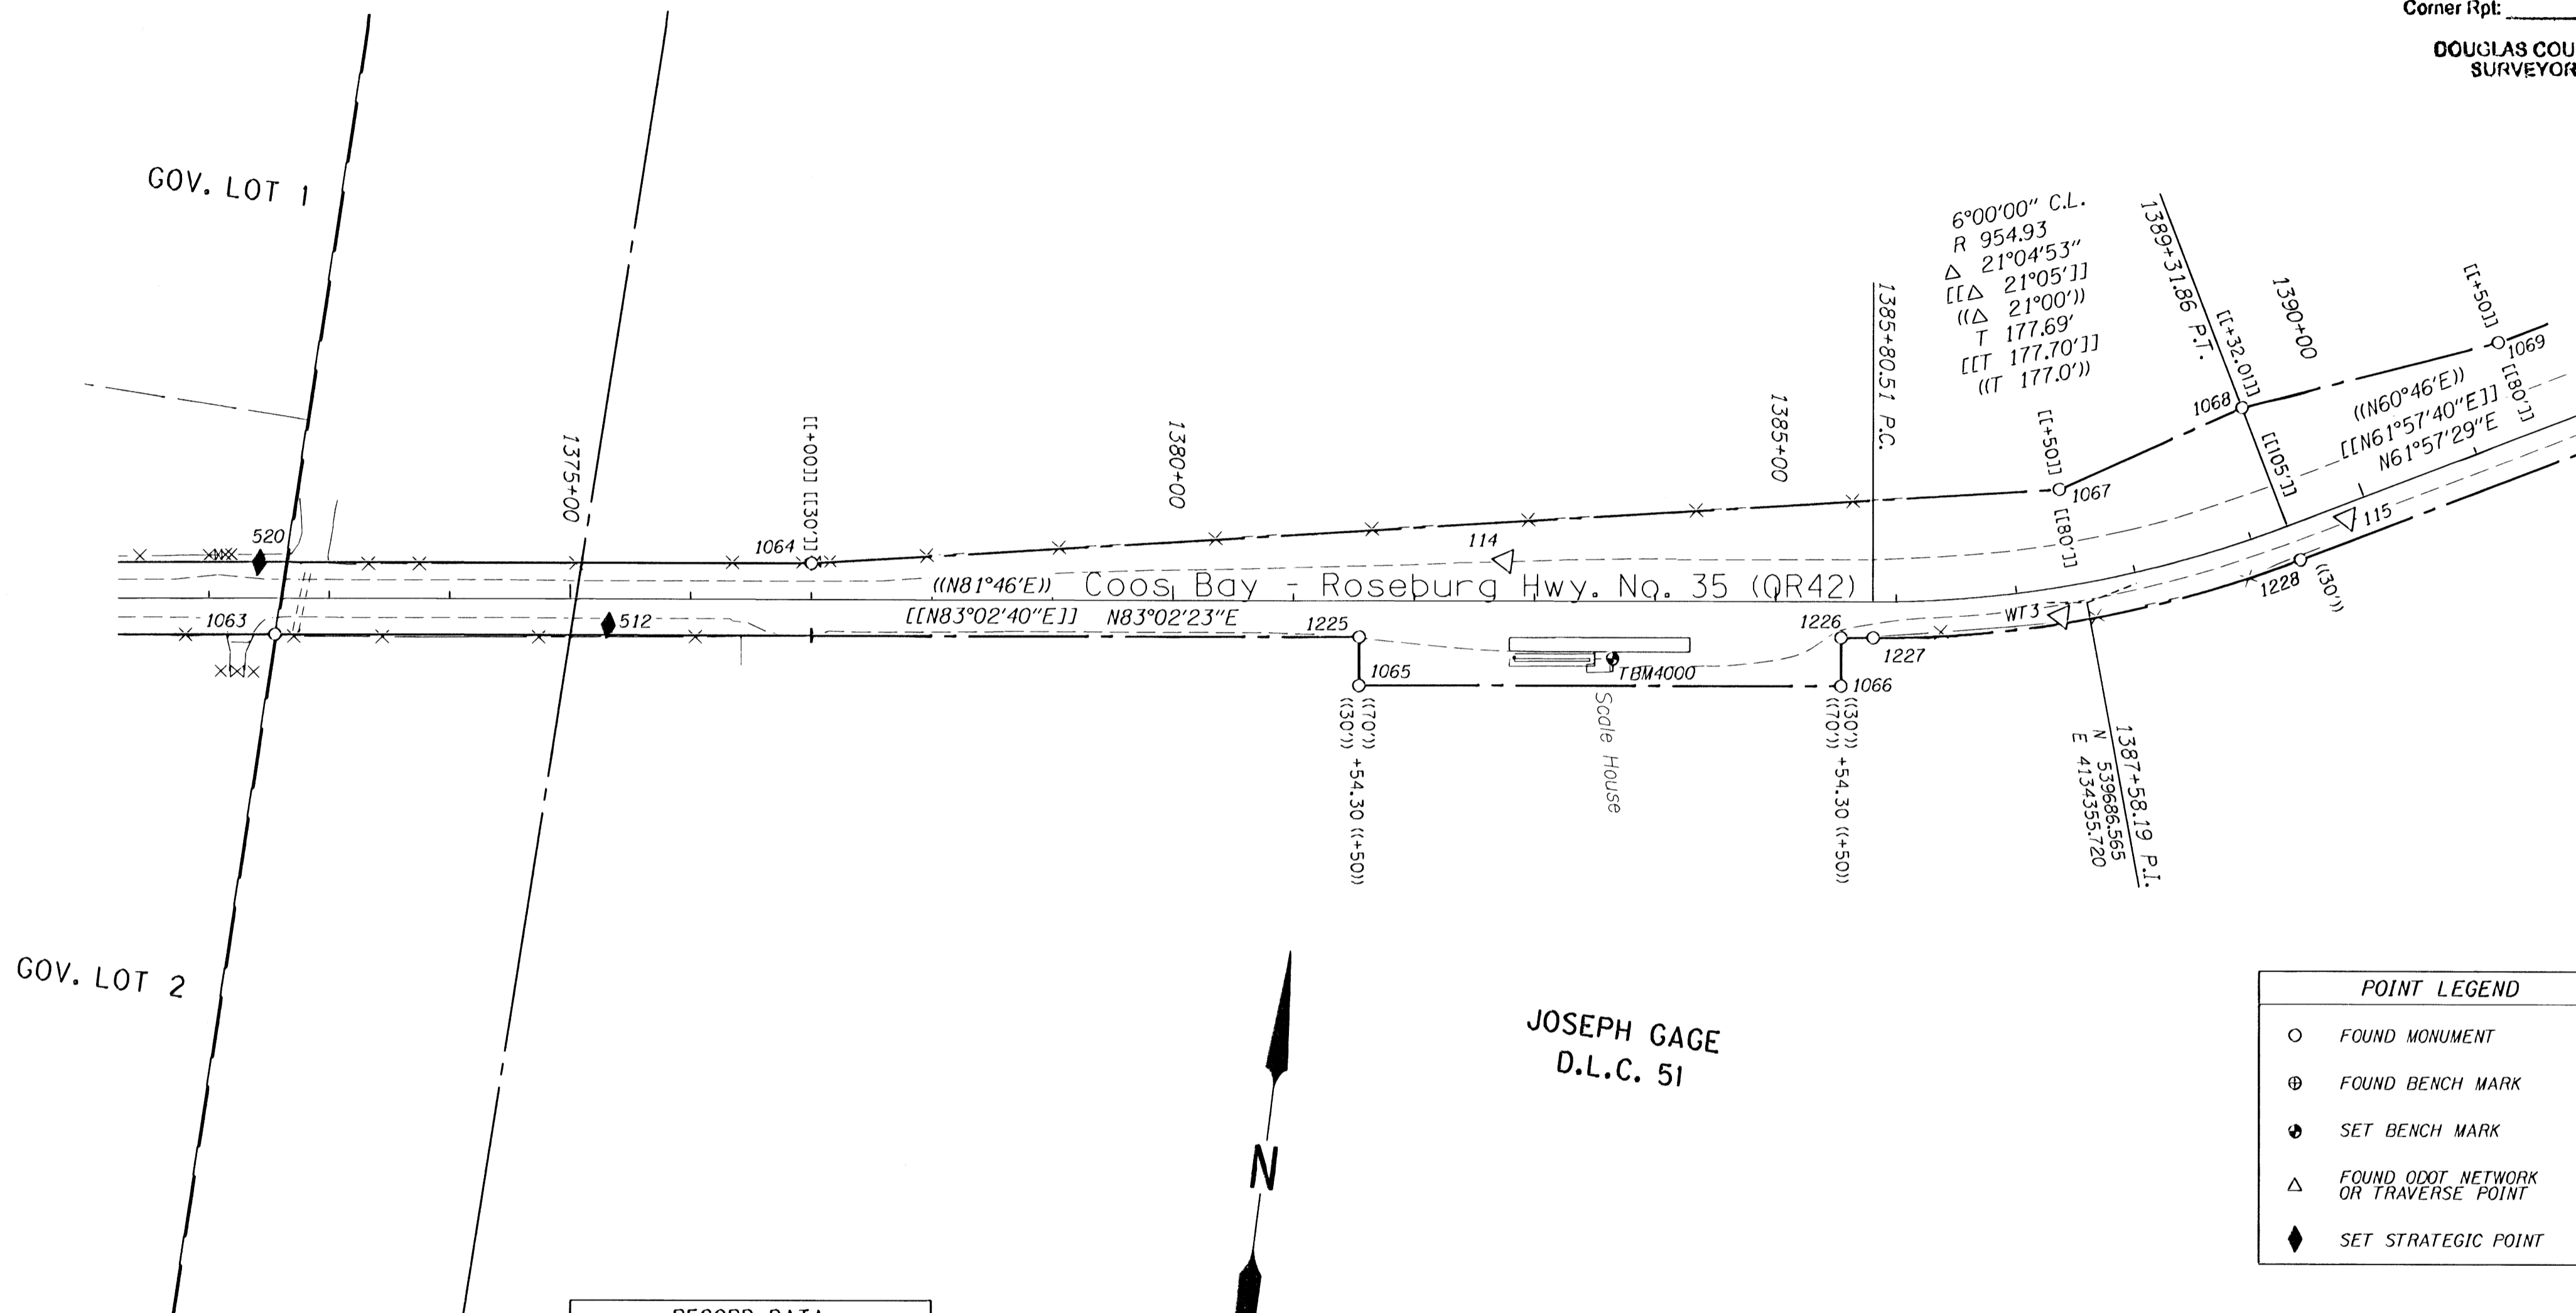 Corner Rpt:
DOUGLAS COU
SURVEYOR
GOV. LOT 1
6°00'00" C.L.
R 954.93
△ 21°04'53"
[[△ 21°05']]
((△ 21°00'))
T 177.69'
[[T 177.70']]
((T 177.0'))
1389+31.86 P.T.
[[+32.01]]
1390+00
[[+50]]
1069
[[80']]
1068
[[105']]
((N60°46'E))
[[N61°57'40"E]]
N61°57'29"E
1385+80.51 P.C.
1385+00
1380+00
1375+00
[[+00]] [[30']]
[[+50]]
1067
[[80']]
520
1064
114
115
((N81°46'E))
Coos Bay - Roseburg Hwy. No. 35 (QR42)
[[N83°02'40"E]] N83°02'23"E
1063
512
1225
1226
1227
WT3
1228
((30'))
1065
TBM4000
1066
Scale House
((70'))
((30')) +54.30 ((+50))
((30'))
((70')) +54.30 ((+50))
1387+58.19 P.I.
N 539686.565
E 4134355.720
GOV. LOT 2
JOSEPH GAGE
D.L.C. 51
N
POINT LEGEND
FOUND MONUMENT
FOUND BENCH MARK
SET BENCH MARK
FOUND ODOT NETWORK
OR TRAVERSE POINT
SET STRATEGIC POINT
RECORD DATA